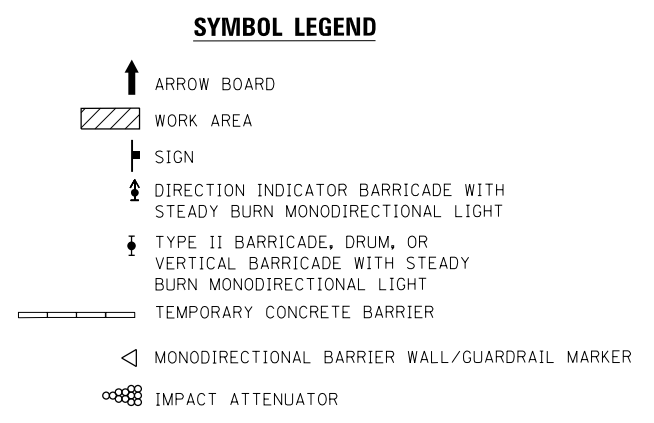 SYMBOL LEGEND
ARROW BOARD
WORK AREA
SIGN
DIRECTION INDICATOR BARRICADE WITH
STEADY BURN MONODIRECTIONAL LIGHT
TYPE II BARRICADE, DRUM, OR
VERTICAL BARRICADE WITH STEADY
BURN MONODIRECTIONAL LIGHT
TEMPORARY CONCRETE BARRIER
MONODIRECTIONAL BARRIER WALL/GUARDRAIL MARKER
IMPACT ATTENUATOR